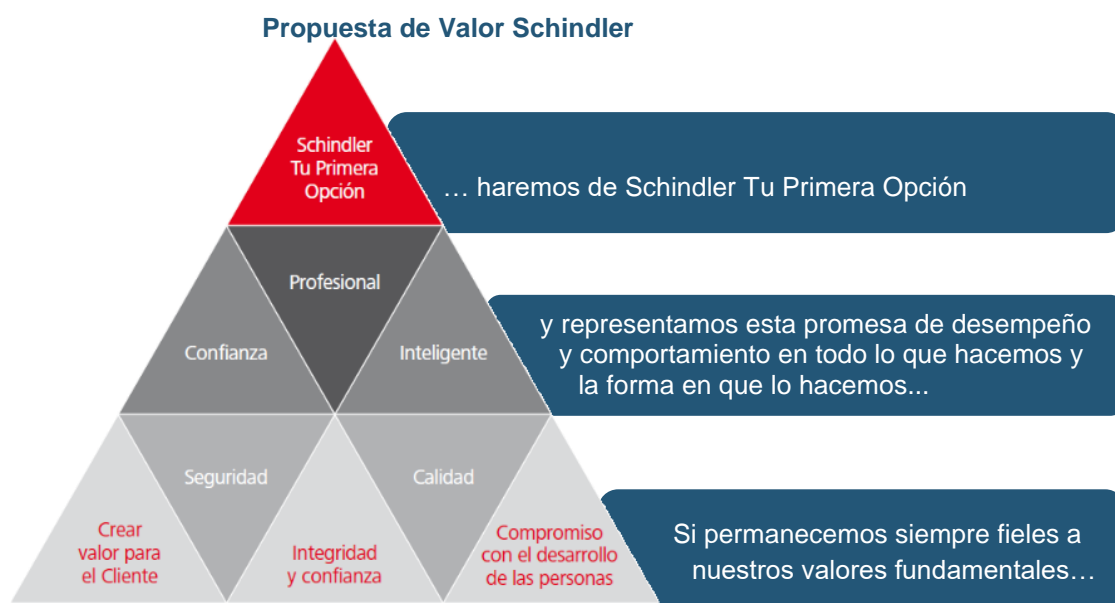 Propuesta de Valor Schindler
Schindler
Tu Primera
Opción
… haremos de Schindler Tu Primera Opción
Profesional
Confianza
Inteligente
y representamos esta promesa de desempeño
y comportamiento en todo lo que hacemos y
la forma en que lo hacemos...
Seguridad
Calidad
Crear
valor para
el Cliente
Integridad
y confianza
Compromiso
con el desarrollo
de las personas
Si permanecemos siempre fieles a
nuestros valores fundamentales…